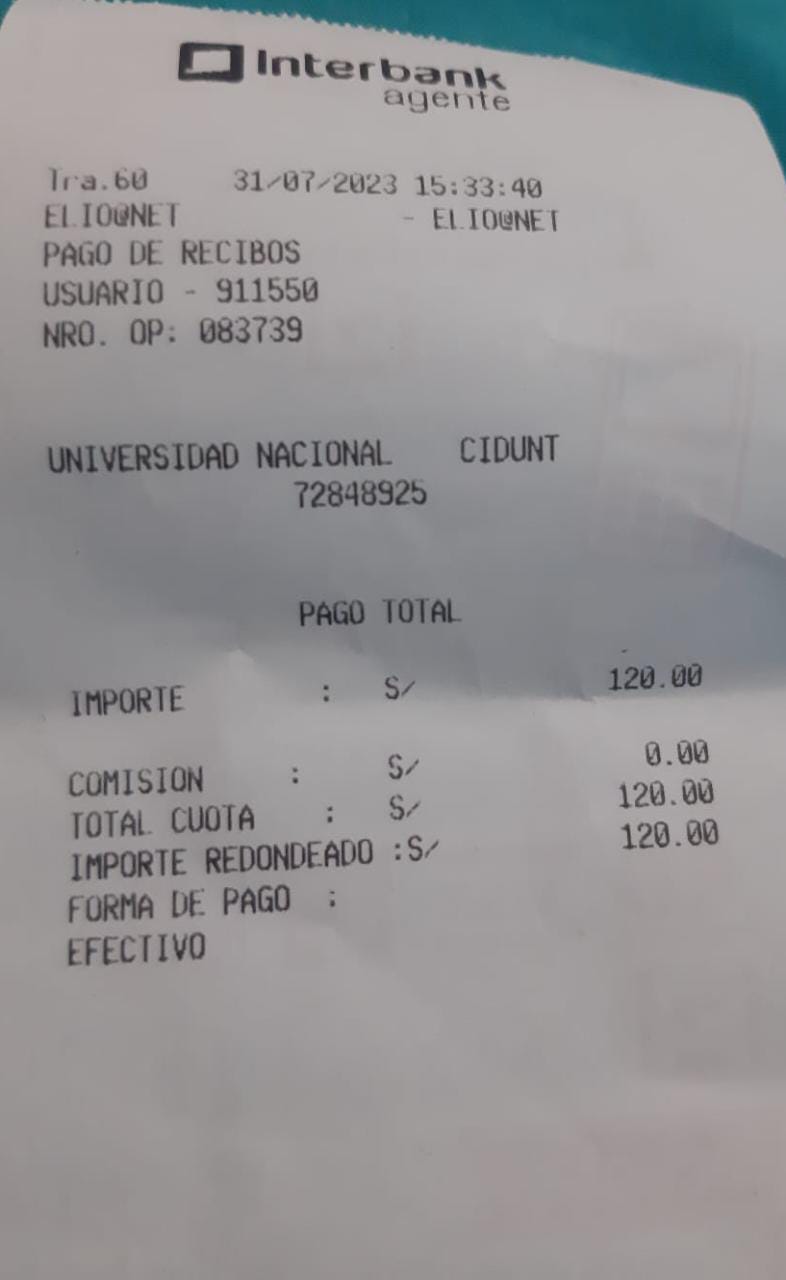 Interbank
agente
Tra.60 31/07/2023 15:33:40
ELIO@NET - ELIO@NET
PAGO DE RECIBOS
USUARIO - 911550
NRO. OP: 083739
UNIVERSIDAD NACIONAL CIDUNT
72848925
PAGO TOTAL
IMPORTE : S/ 120.00
COMISION : S/ 0.00
TOTAL CUOTA : S/ 120.00
IMPORTE REDONDEADO :S/ 120.00
FORMA DE PAGO :
EFECTIVO